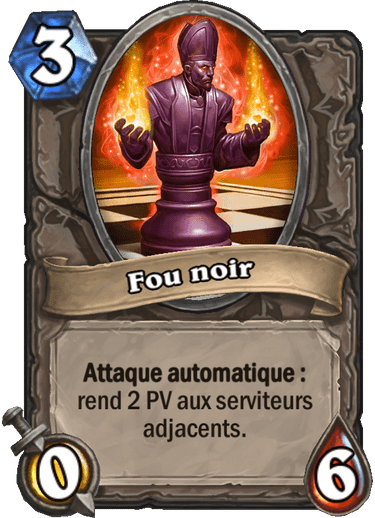 3
Fou noir
Attaque automatique :
rend 2 PV aux serviteurs
adjacents.
0
6